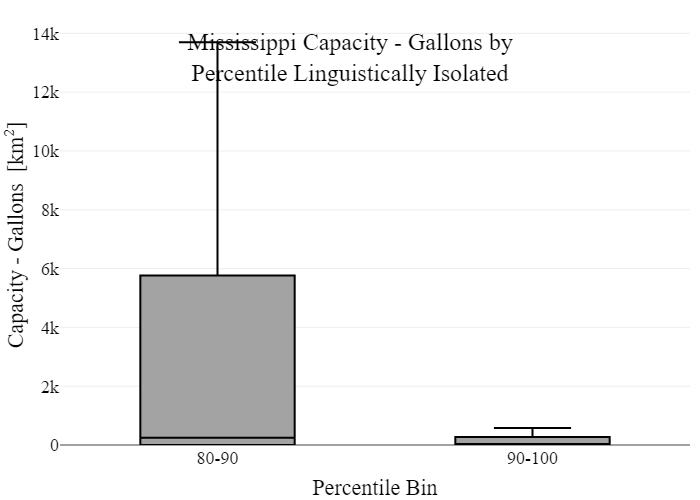 Mississippi Capacity - Gallons by
Percentile Linguistically Isolated
Capacity - Gallons [km²]
14k
12k
10k
8k
6k
4k
2k
0
80-90
90-100
Percentile Bin